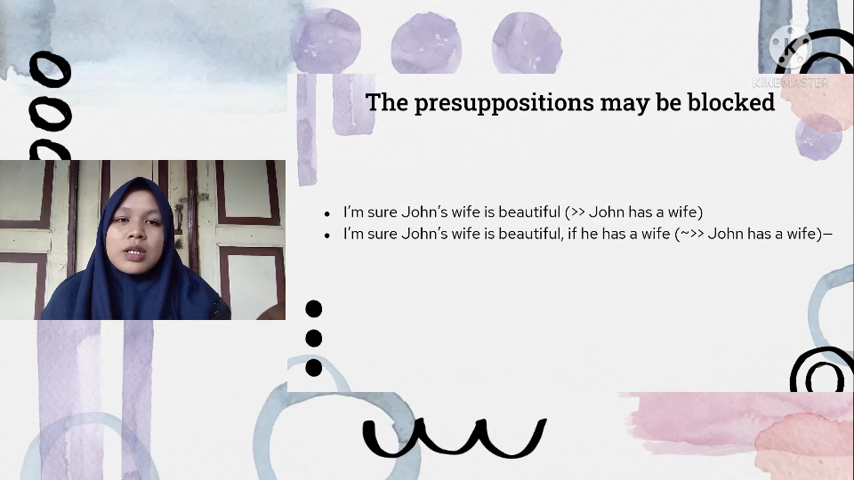 K
KINEMASTER
The presuppositions may be blocked
• I'm sure John's wife is beautiful (>> John has a wife)
• I'm sure John's wife is beautiful, if he has a wife (~>> John has a wife)—